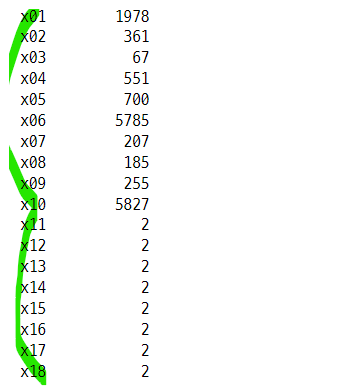 x01 1978
x02 361
x03 67
x04 551
x05 700
x06 5785
x07 207
x08 185
x09 255
x10 5827
x11 2
x12 2
x13 2
x14 2
x15 2
x16 2
x17 2
x18 2